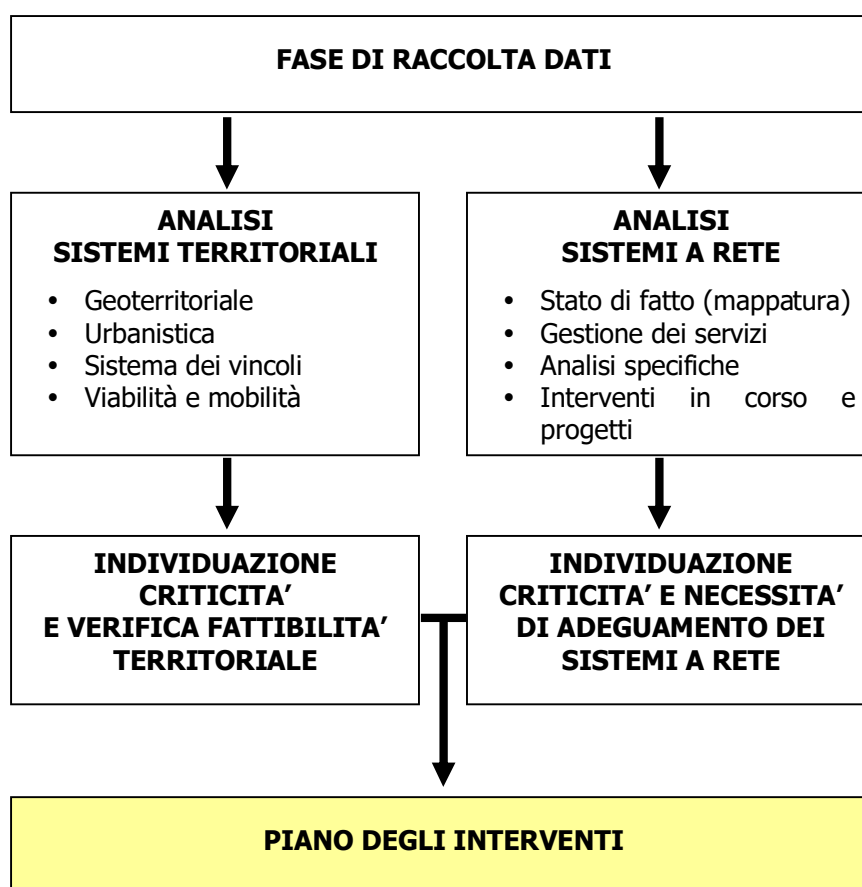 FASE DI RACCOLTA DATI
ANALISI
SISTEMI TERRITORIALI
• Geoterritoriale
• Urbanistica
• Sistema dei vincoli
• Viabilità e mobilità
ANALISI
SISTEMI A RETE
• Stato di fatto (mappatura)
• Gestione dei servizi
• Analisi specifiche
• Interventi in corso e
progetti
INDIVIDUAZIONE
CRITICITA’
E VERIFICA FATTIBILITA’
TERRITORIALE
INDIVIDUAZIONE
CRITICITA’ E NECESSITA’
DI ADEGUAMENTO DEI
SISTEMI A RETE
PIANO DEGLI INTERVENTI